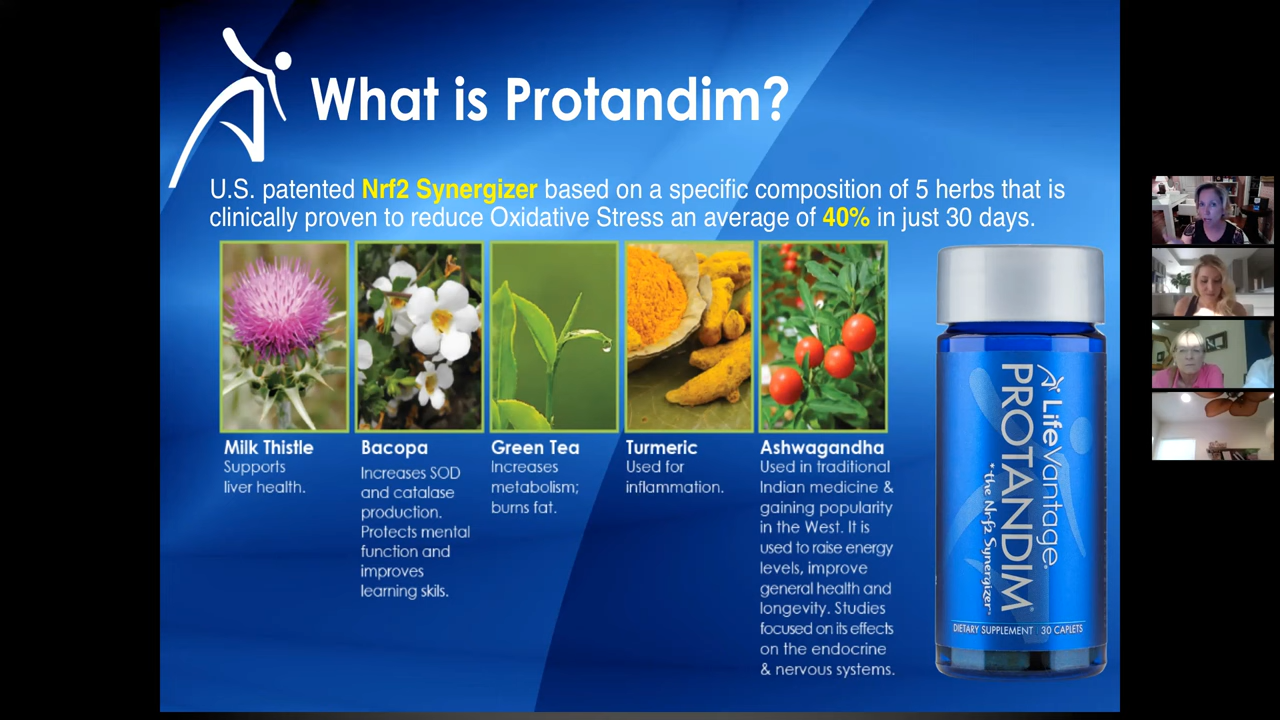 What is Protandim?
U.S. patented Nrf2 Synergizer based on a specific composition of 5 herbs that is
clinically proven to reduce Oxidative Stress an average of 40% in just 30 days.
Milk Thistle
Supports
liver health.
Bacopa
Increases SOD
and catalase
production.
Protects mental
function and
improves
learning skils.
Green Tea
Increases
metabolism;
burns fat.
Turmeric
Used for
inflammation.
Ashwagandha
Used in traditional
Indian medicine &
gaining popularity
in the West. It is
used to raise energy
levels, improve
general health and
longevity. Studies
focused on its effects
on the endocrine
& nervous systems.
LifeVantage®
PROTANDIM®
*the Nrf2 Synergizer®
DIETARY SUPPLEMENT 30 CAPLETS